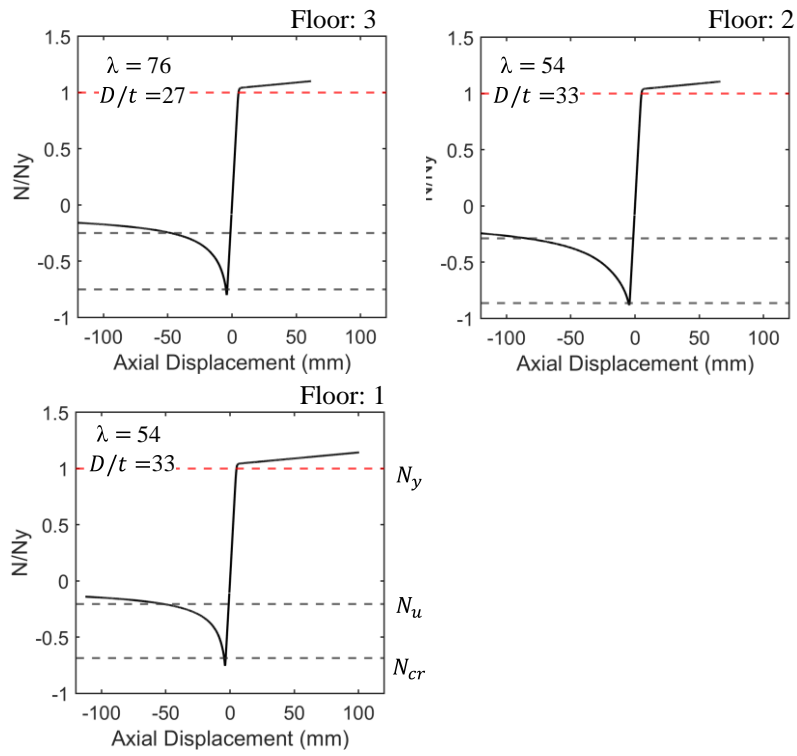 Floor: 3
1.5
λ = 76
1
D/t =27
0.5
N/Ny
0
-0.5
-1
-100 -50 0 50 100
Axial Displacement (mm)
Floor: 2
1.5
λ = 54
1
D/t =33
0.5
N/Ny
0
-0.5
-1
-100 -50 0 50 100
Axial Displacement (mm)
Floor: 1
1.5
λ = 54
D/t =33
1
N_y
0.5
N/Ny
0
N_u
-0.5
N_cr
-1
-100 -50 0 50 100
Axial Displacement (mm)